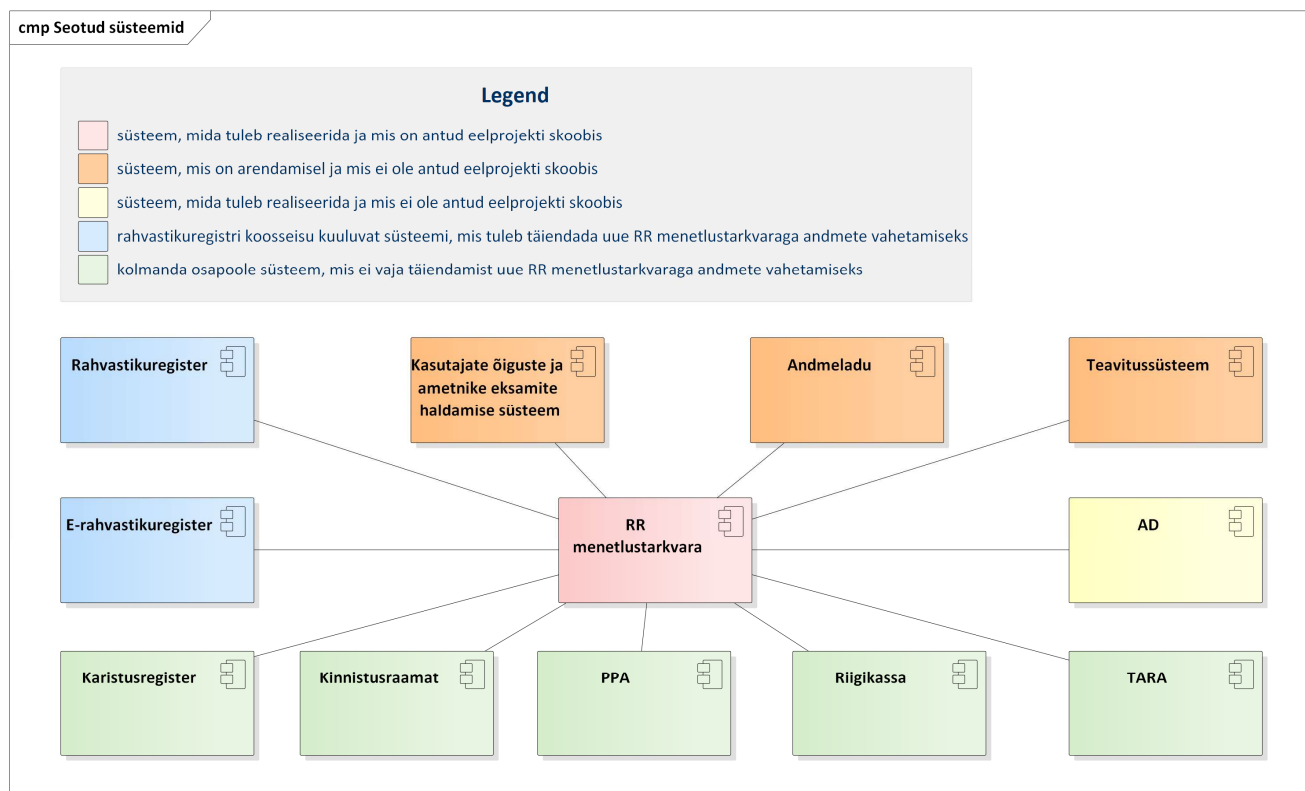 cmp Seotud süsteemid
Legend
süsteem, mida tuleb realiseerida ja mis on antud eelprojekti skoobis
süsteem, mis on arendamisel ja mis ei ole antud eelprojekti skoobis
süsteem, mida tuleb realiseerida ja mis ei ole antud eelprojekti skoobis
rahvastikuregistri koosseisu kuuluvat süsteemi, mis tuleb täiendada uue RR menetlustarkvaraga andmete vahetamiseks
kolmanda osapoole süsteem, mis ei vaja täiendamist uue RR menetlustarkvaraga andmete vahetamiseks
Rahvastikuregister
Kasutajate õiguste ja
ametnike eksamite
haldamise süsteem
Andmeladu
Teavitussüsteem
E-rahvastikuregister
RR
menetlustarkvara
AD
Karistusregister
Kinnistusraamat
PPA
Riigikassa
TARA